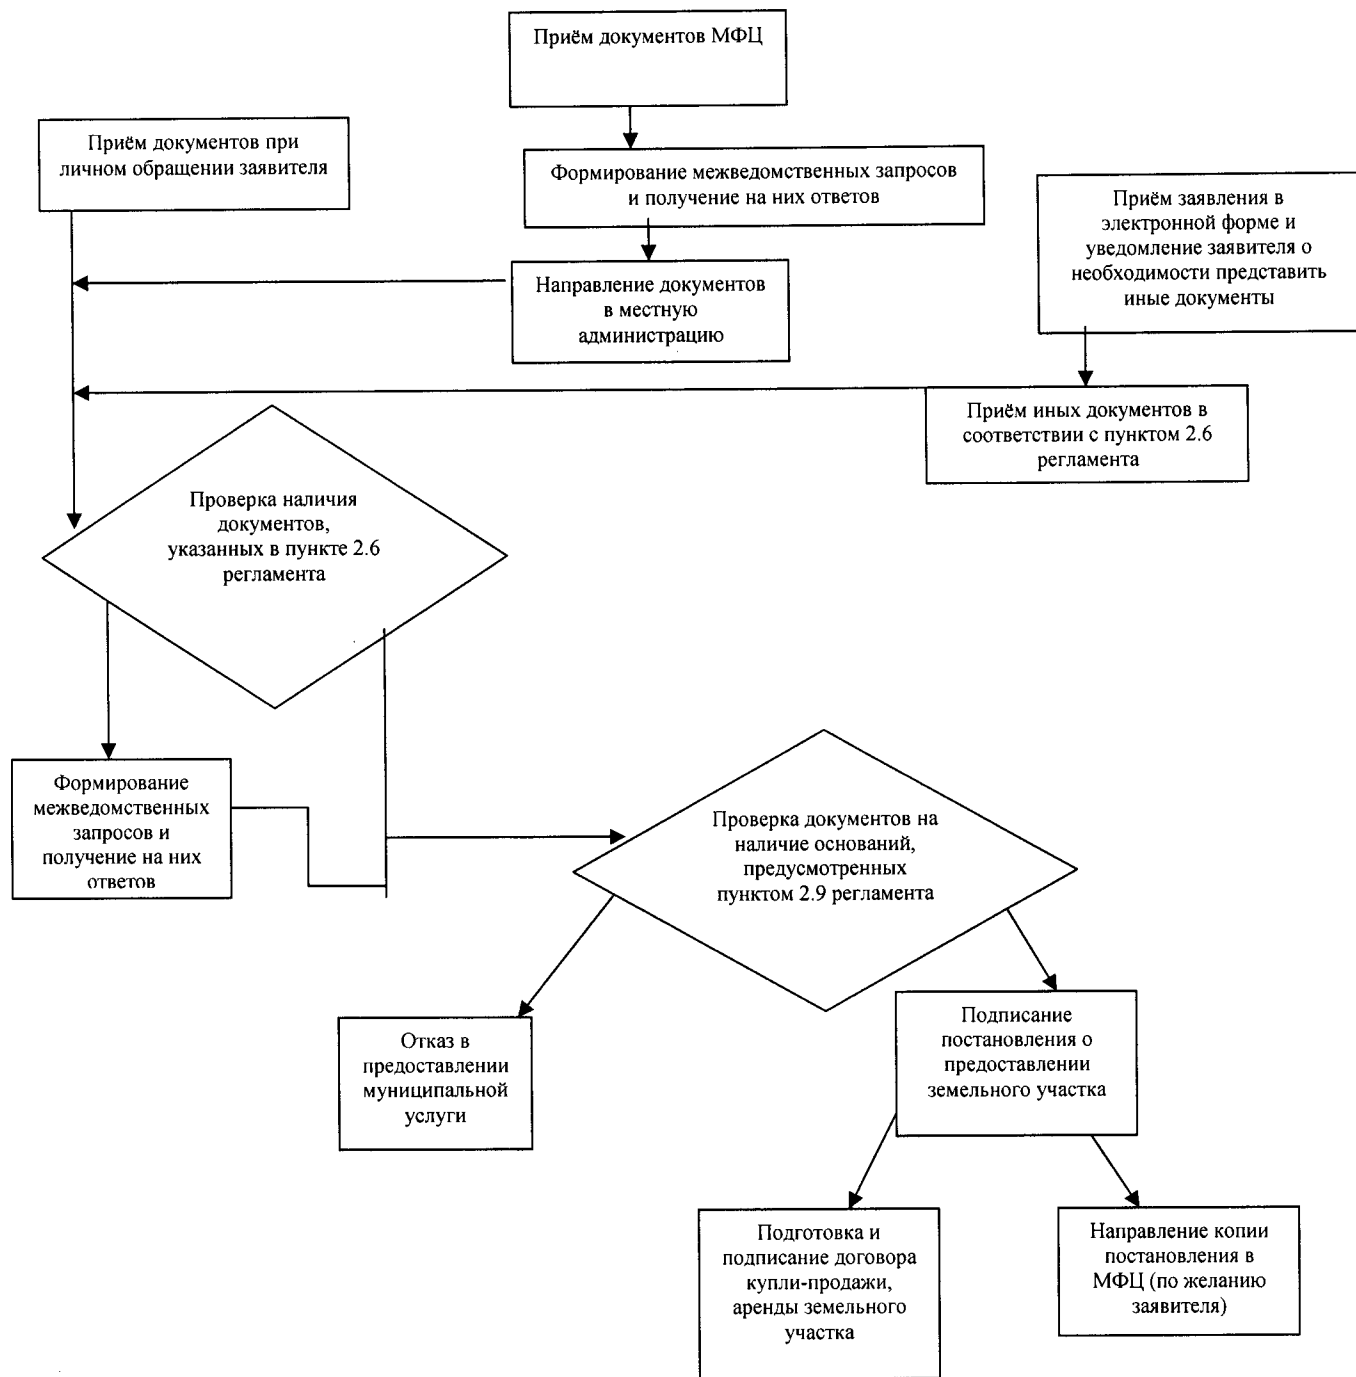 Приём документов МФЦ
Приём документов при
личном обращении заявителя
Формирование межведомственных запросов
и получение на них ответов
Приём заявления в
электронной форме и
уведомление заявителя о
необходимости представить
иные документы
Направление документов
в местную
администрацию
Приём иных документов в
соответствии с пунктом 2.6
регламента
Проверка наличия
документов,
указанных в пункте 2.6
регламента
Формирование
межведомственных
запросов и
получение на них
ответов
Проверка документов на
наличие оснований,
предусмотренных
пунктом 2.9 регламента
Отказ в
предоставлении
муниципальной
услуги
Подписание
постановления о
предоставлении
земельного участка
Подготовка и
подписание договора
купли-продажи,
аренды земельного
участка
Направление копии
постановления в
МФЦ (по желанию
заявителя)